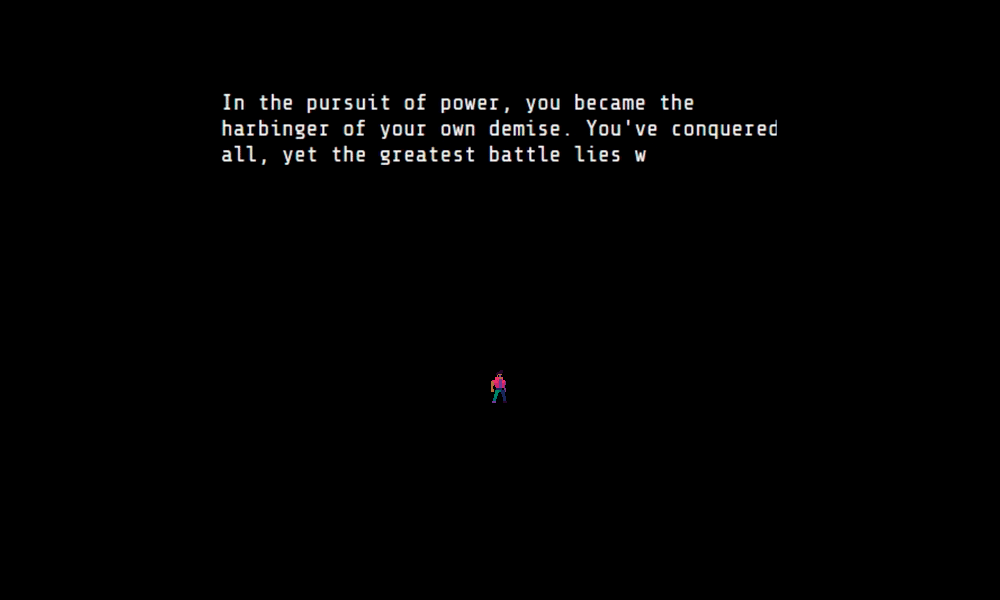 In the pursuit of power, you became the
harbinger of your own demise. You've conquered
all, yet the greatest battle lies w